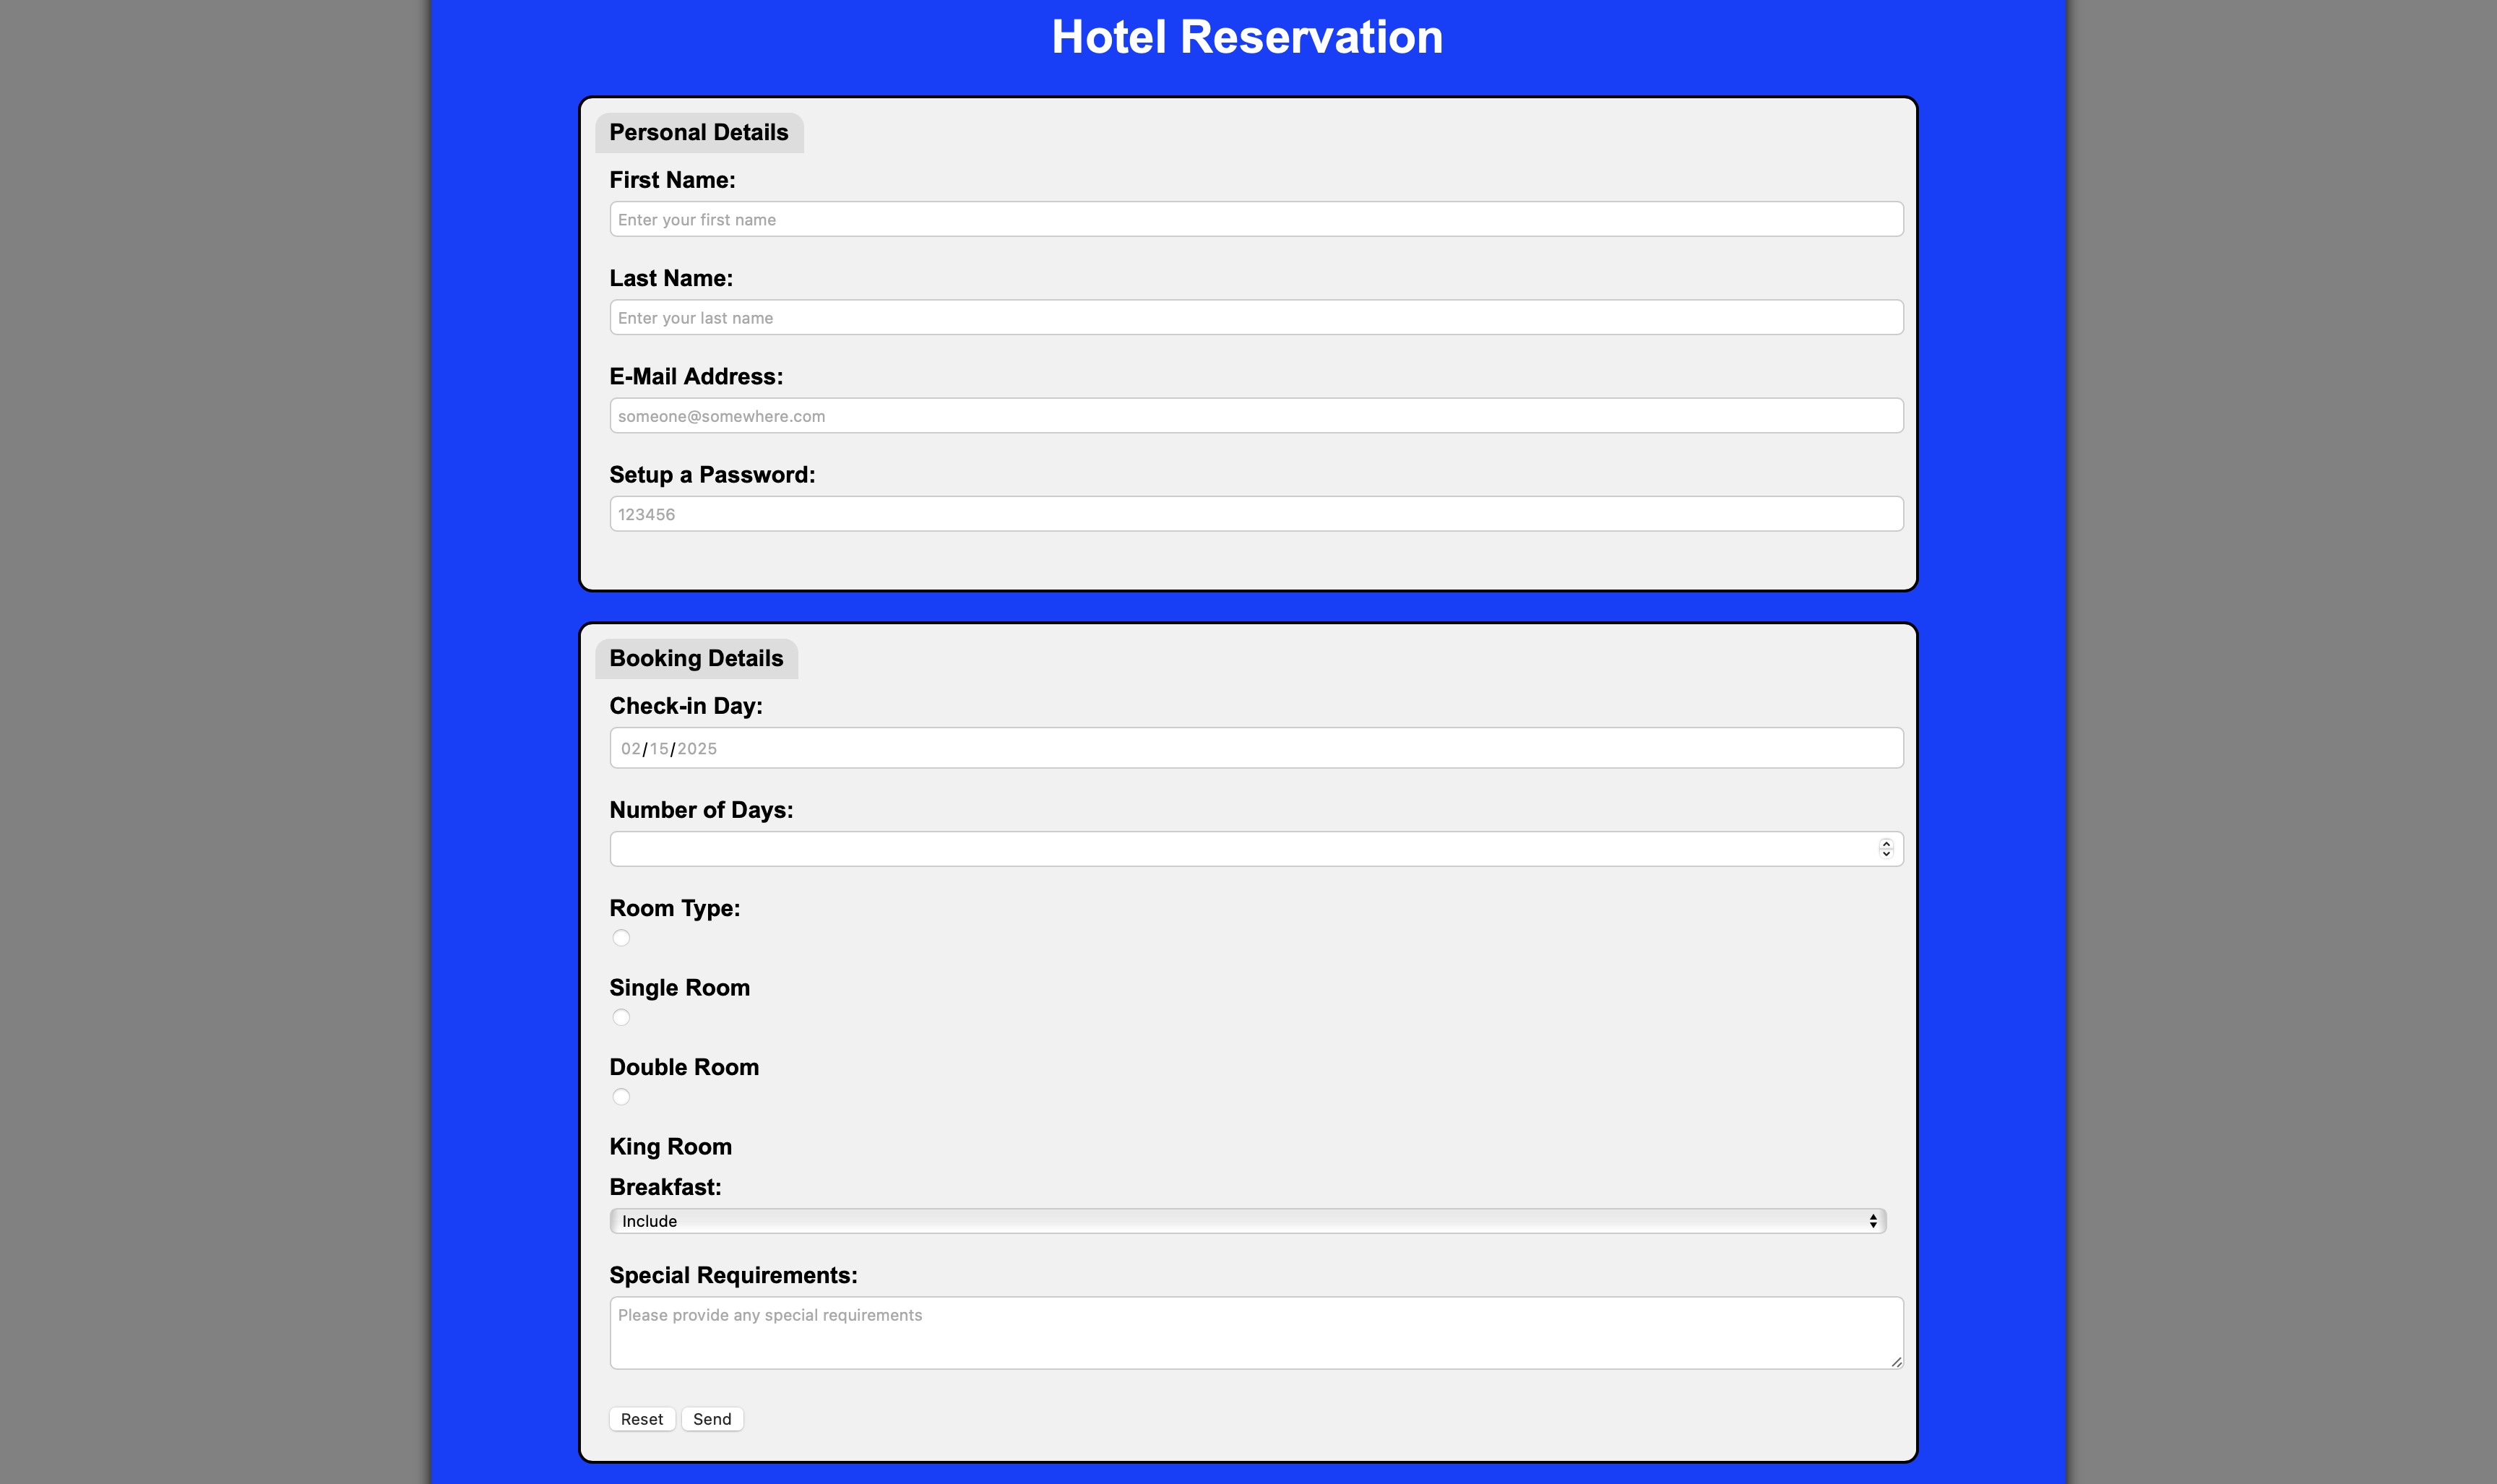 Hotel Reservation
Personal Details
First Name:
Enter your first name
Last Name:
Enter your last name
E-Mail Address:
someone@somewhere.com
Setup a Password:
123456
Booking Details
Check-in Day:
02/15/2025
Number of Days:
Room Type:
Single Room
Double Room
King Room
Breakfast:
Include
Special Requirements:
Please provide any special requirements
Reset Send